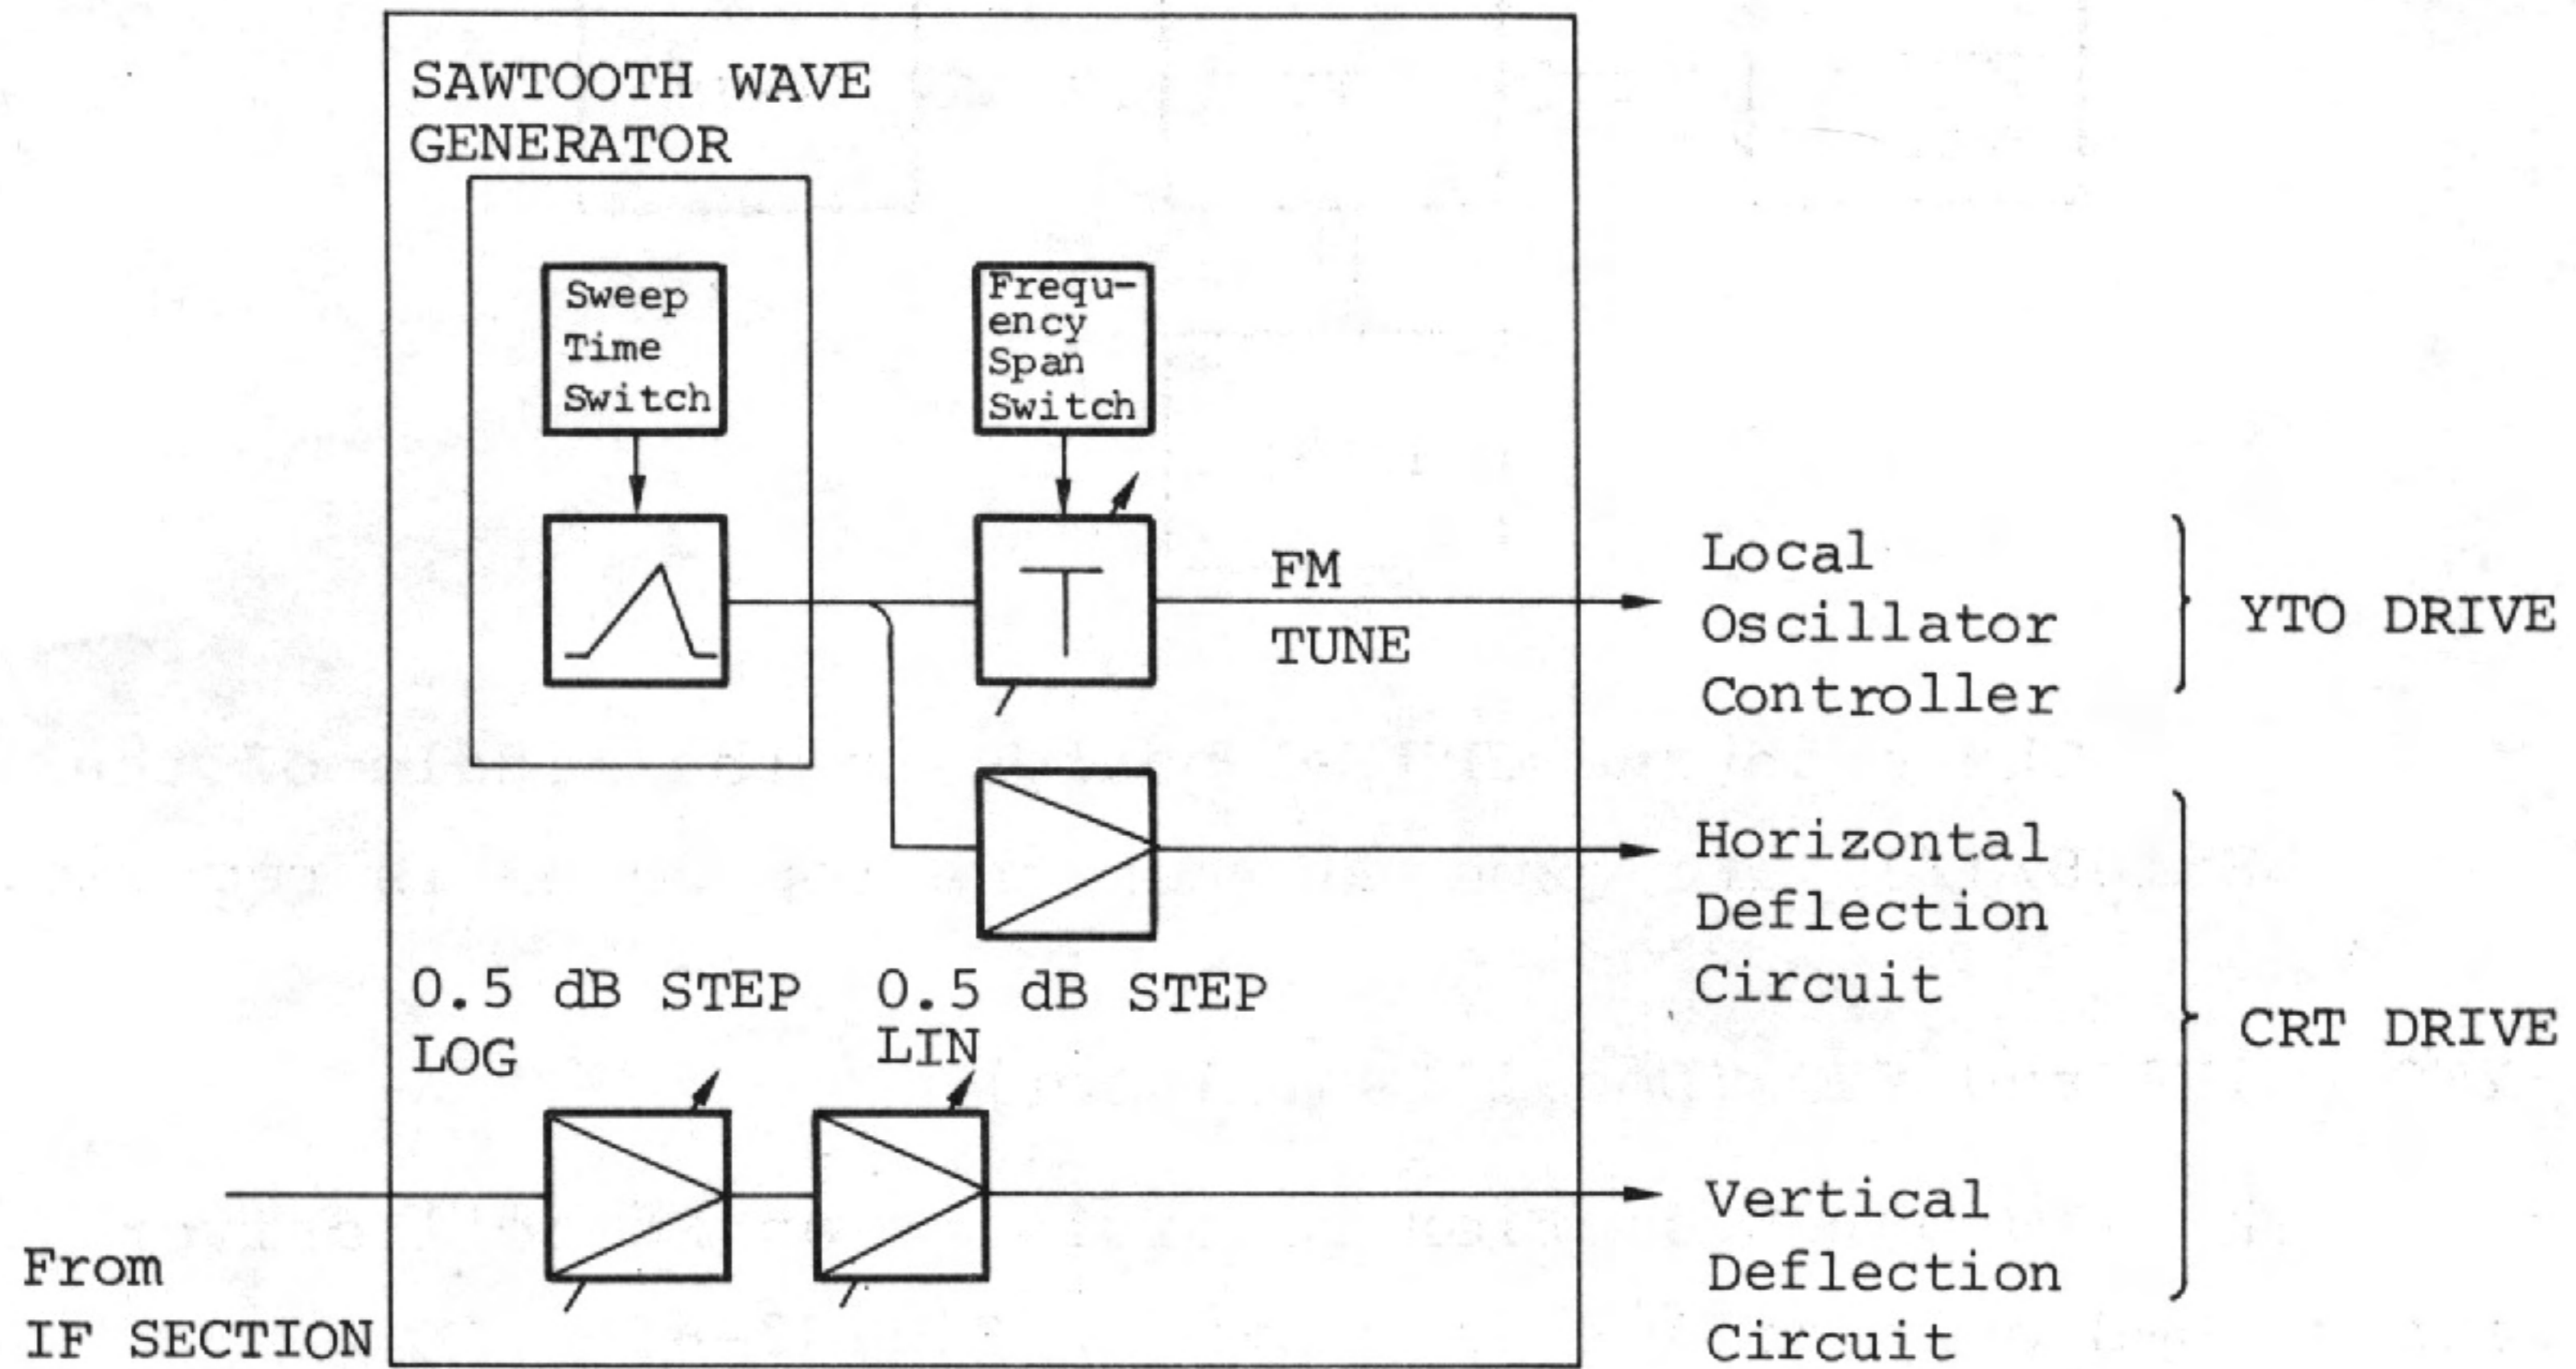 SAWTOOTH WAVE
GENERATOR
Sweep
Time
Switch
Frequ-
ency
Span
Switch
T
FM
TUNE
Local
Oscillator
Controller
YTO DRIVE
Horizontal
Deflection
Circuit
CRT DRIVE
0.5 dB STEP
LOG
0.5 dB STEP
LIN
Vertical
Deflection
Circuit
From
IF SECTION